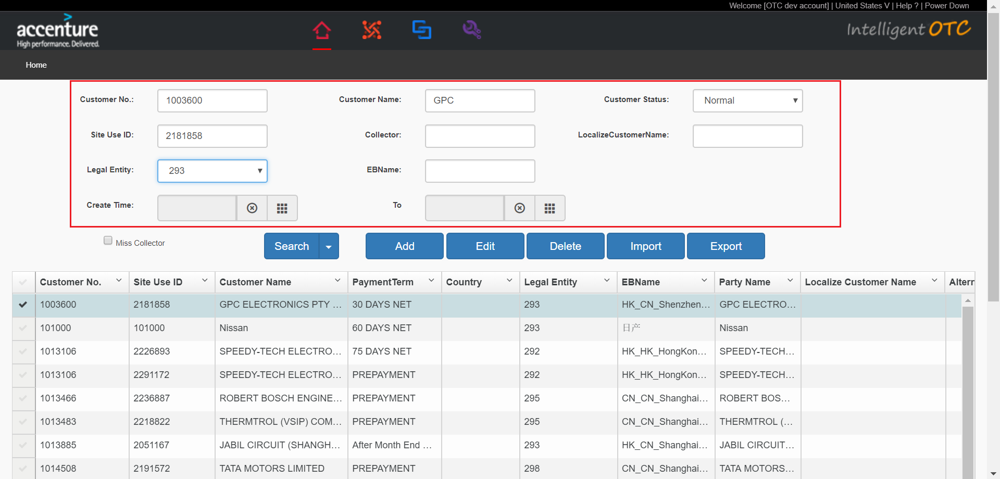 Welcome [OTC dev account] | United States V | Help ? | Power Down
accenture
High performance. Delivered.
Intelligent OTC
Home
Customer No.: 1003600 Customer Name: GPC Customer Status: Normal
Site Use ID: 2181858 Collector: LocalizeCustomerName:
Legal Entity: 293 EBName:
Create Time: To
Miss Collector Search Add Edit Delete Import Export
Customer No. Site Use ID Customer Name PaymentTerm Country Legal Entity EBName Party Name Localize Customer Name Altern
1003600 2181858 GPC ELECTRONICS PTY ... 30 DAYS NET 293 HK_CN_Shenzhen... GPC ELECTRO...
101000 101000 Nissan 60 DAYS NET 293 日产 Nissan
1013106 2226893 SPEEDY-TECH ELECTRO... 75 DAYS NET 292 HK_HK_HongKon... SPEEDY-TECH...
1013106 2291172 SPEEDY-TECH ELECTRO... PREPAYMENT 292 HK_HK_HongKon... SPEEDY-TECH...
1013466 2236887 ROBERT BOSCH ENGINE... PREPAYMENT 295 CN_CN_Shanghai... ROBERT BOS...
1013483 2218822 THERMTROL (VSIP) COM... PREPAYMENT 295 CN_CN_Shanghai... THERMTROL (...
1013885 2051167 JABIL CIRCUIT (SHANGH... After Month End ... 293 HK_CN_Shanghai... JABIL CIRCUIT...
1014508 2191572 TATA MOTORS LIMITED PREPAYMENT 298 CN_CN_Shanghai... TATA MOTORS...